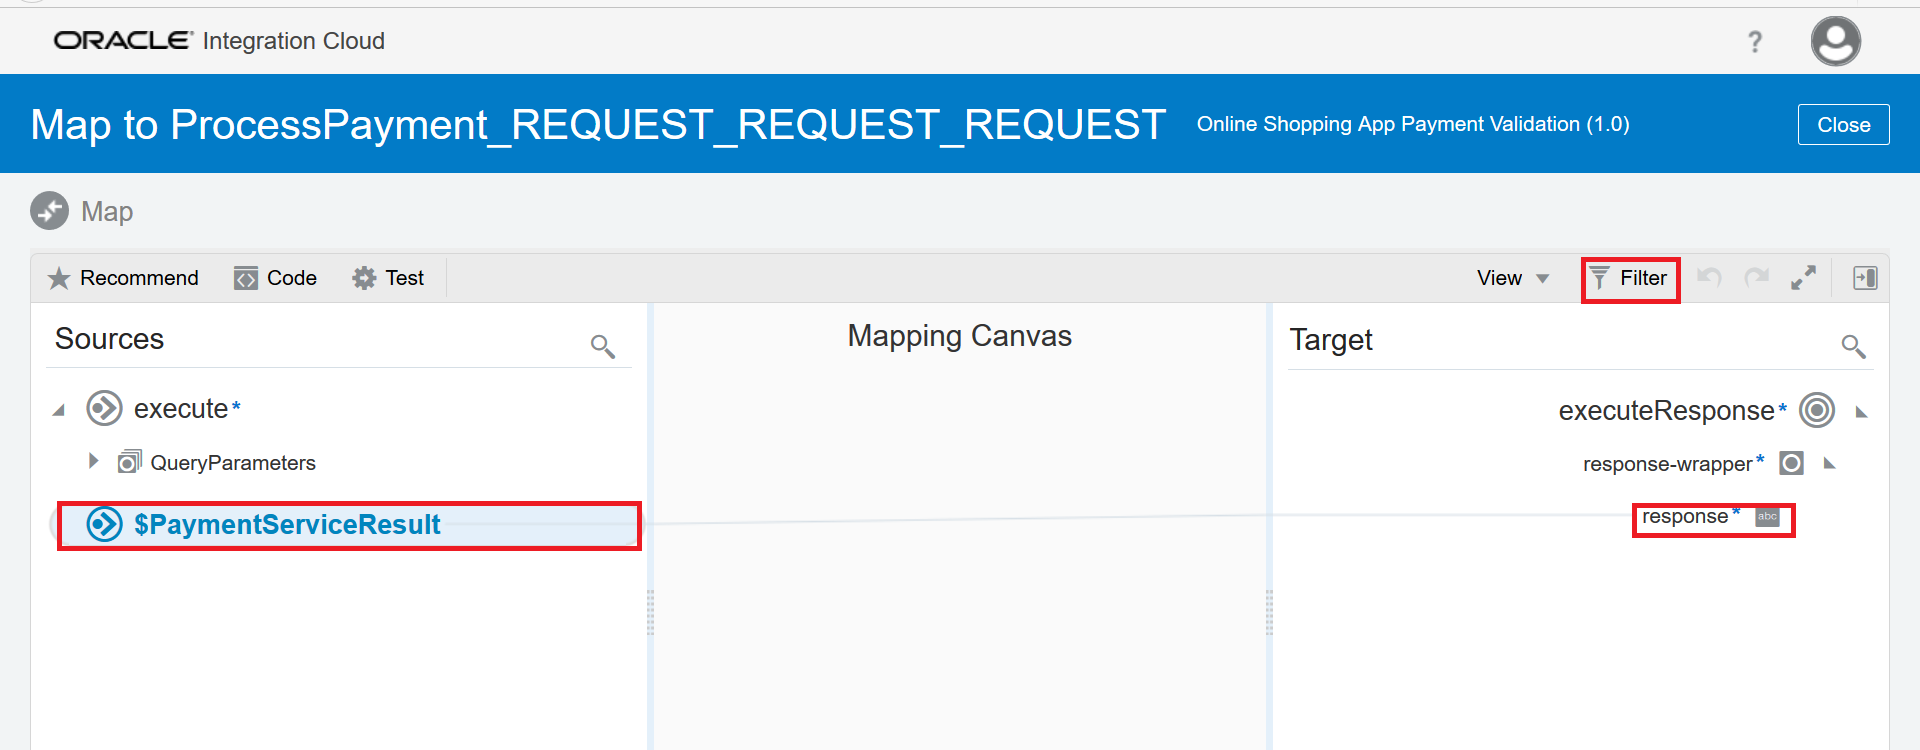 ORACLE® Integration Cloud
?
Map to ProcessPayment_REQUEST_REQUEST_REQUEST Online Shopping App Payment Validation (1.0) Close
Map
Recommend Code Test View Filter
Sources Mapping Canvas Target
execute* executeResponse*
QueryParameters response-wrapper*
$PaymentServiceResult response* abc